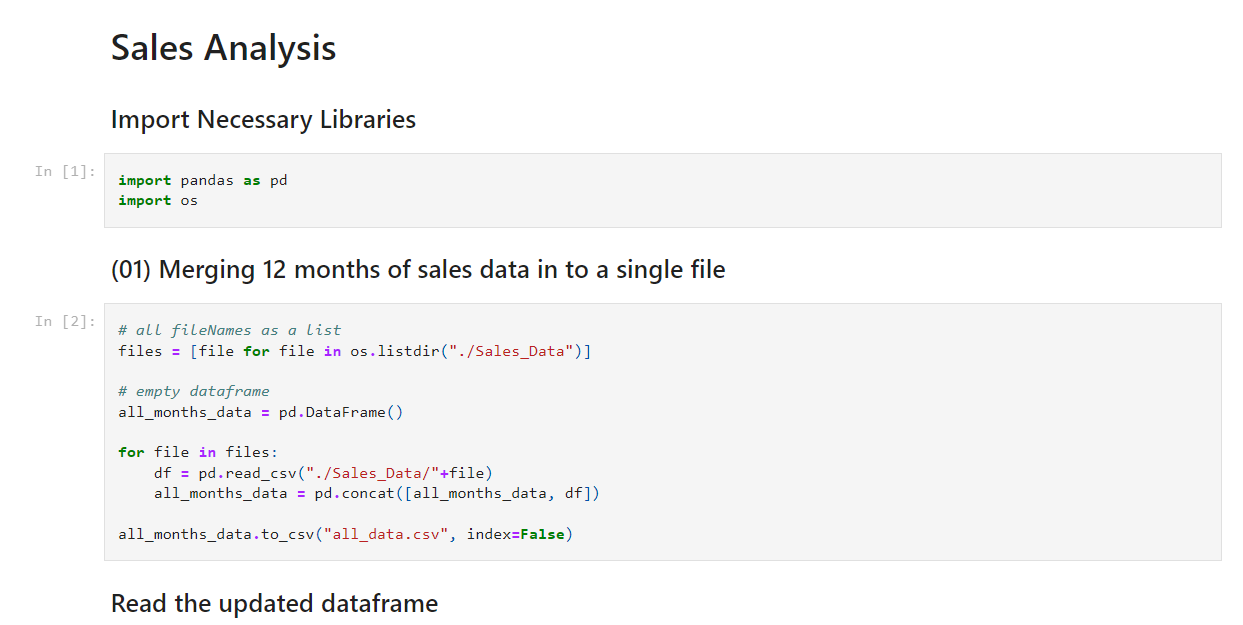 Sales Analysis
Import Necessary Libraries
In [1]:
import pandas as pd
import os
(01) Merging 12 months of sales data in to a single file
In [2]:
# all fileNames as a list
files = [file for file in os.listdir("./Sales_Data")]
# empty dataframe
all_months_data = pd.DataFrame()
for file in files:
    df = pd.read_csv("./Sales_Data/"+file)
    all_months_data = pd.concat([all_months_data, df])
all_months_data.to_csv("all_data.csv", index=False)
Read the updated dataframe